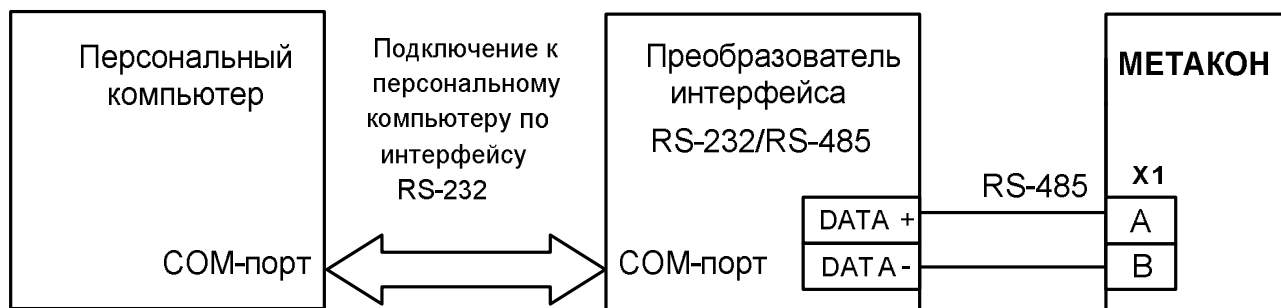 Персональный
компьютер
COM-порт
Подключение к
персональному
компьютеру по
интерфейсу
RS-232
Преобразователь
интерфейса
RS-232/RS-485
COM-порт
DATA +
DATA -
RS-485
МЕТАКОН
X1
A
B